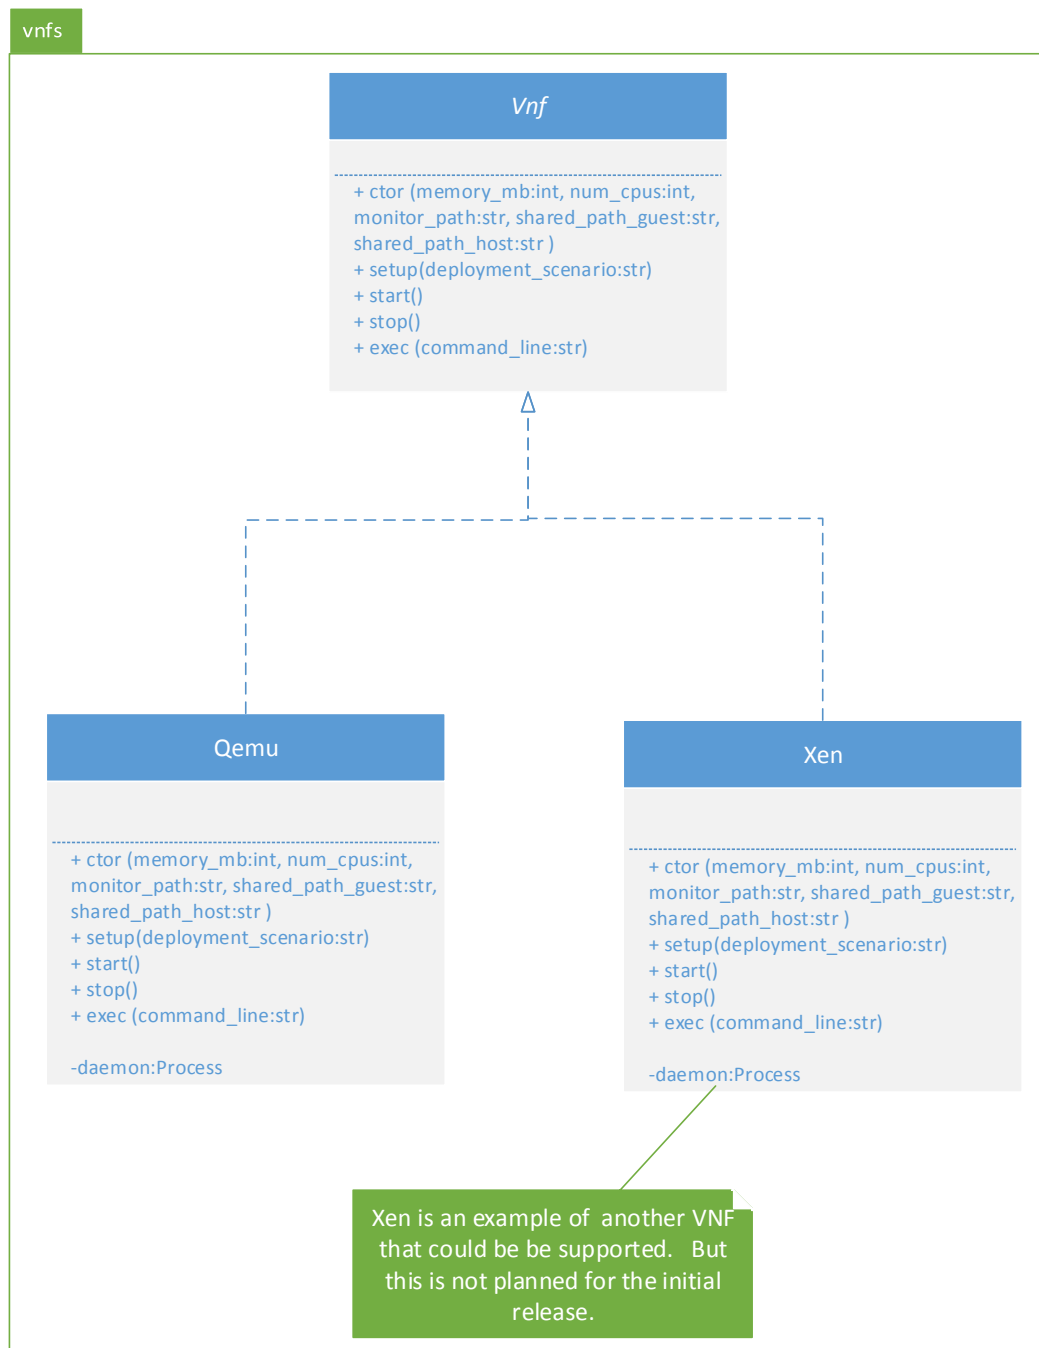 vnfs
Vnf
+ ctor (memory_mb:int, num_cpus:int,
monitor_path:str, shared_path_guest:str,
shared_path_host:str )
+ setup(deployment_scenario:str)
+ start()
+ stop()
+ exec (command_line:str)
Qemu
+ ctor (memory_mb:int, num_cpus:int,
monitor_path:str, shared_path_guest:str,
shared_path_host:str )
+ setup(deployment_scenario:str)
+ start()
+ stop()
+ exec (command_line:str)
-daemon:Process
Xen
+ ctor (memory_mb:int, num_cpus:int,
monitor_path:str, shared_path_guest:str,
shared_path_host:str )
+ setup(deployment_scenario:str)
+ start()
+ stop()
+ exec (command_line:str)
-daemon:Process
Xen is an example of another VNF
that could be be supported. But
this is not planned for the initial
release.